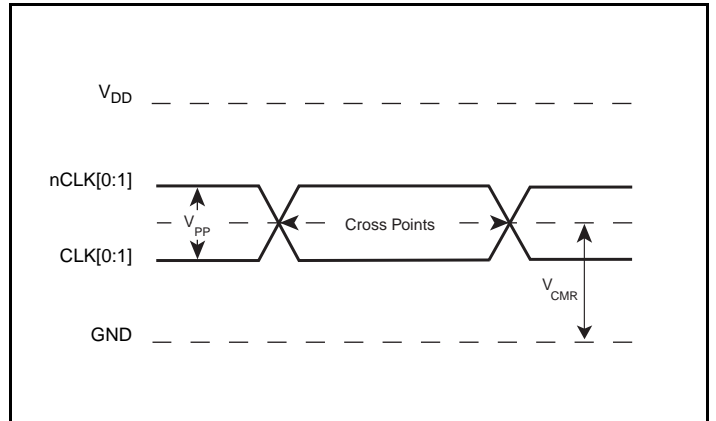 VDD
nCLK[0:1]
VPP
Cross Points
CLK[0:1]
VCMR
GND